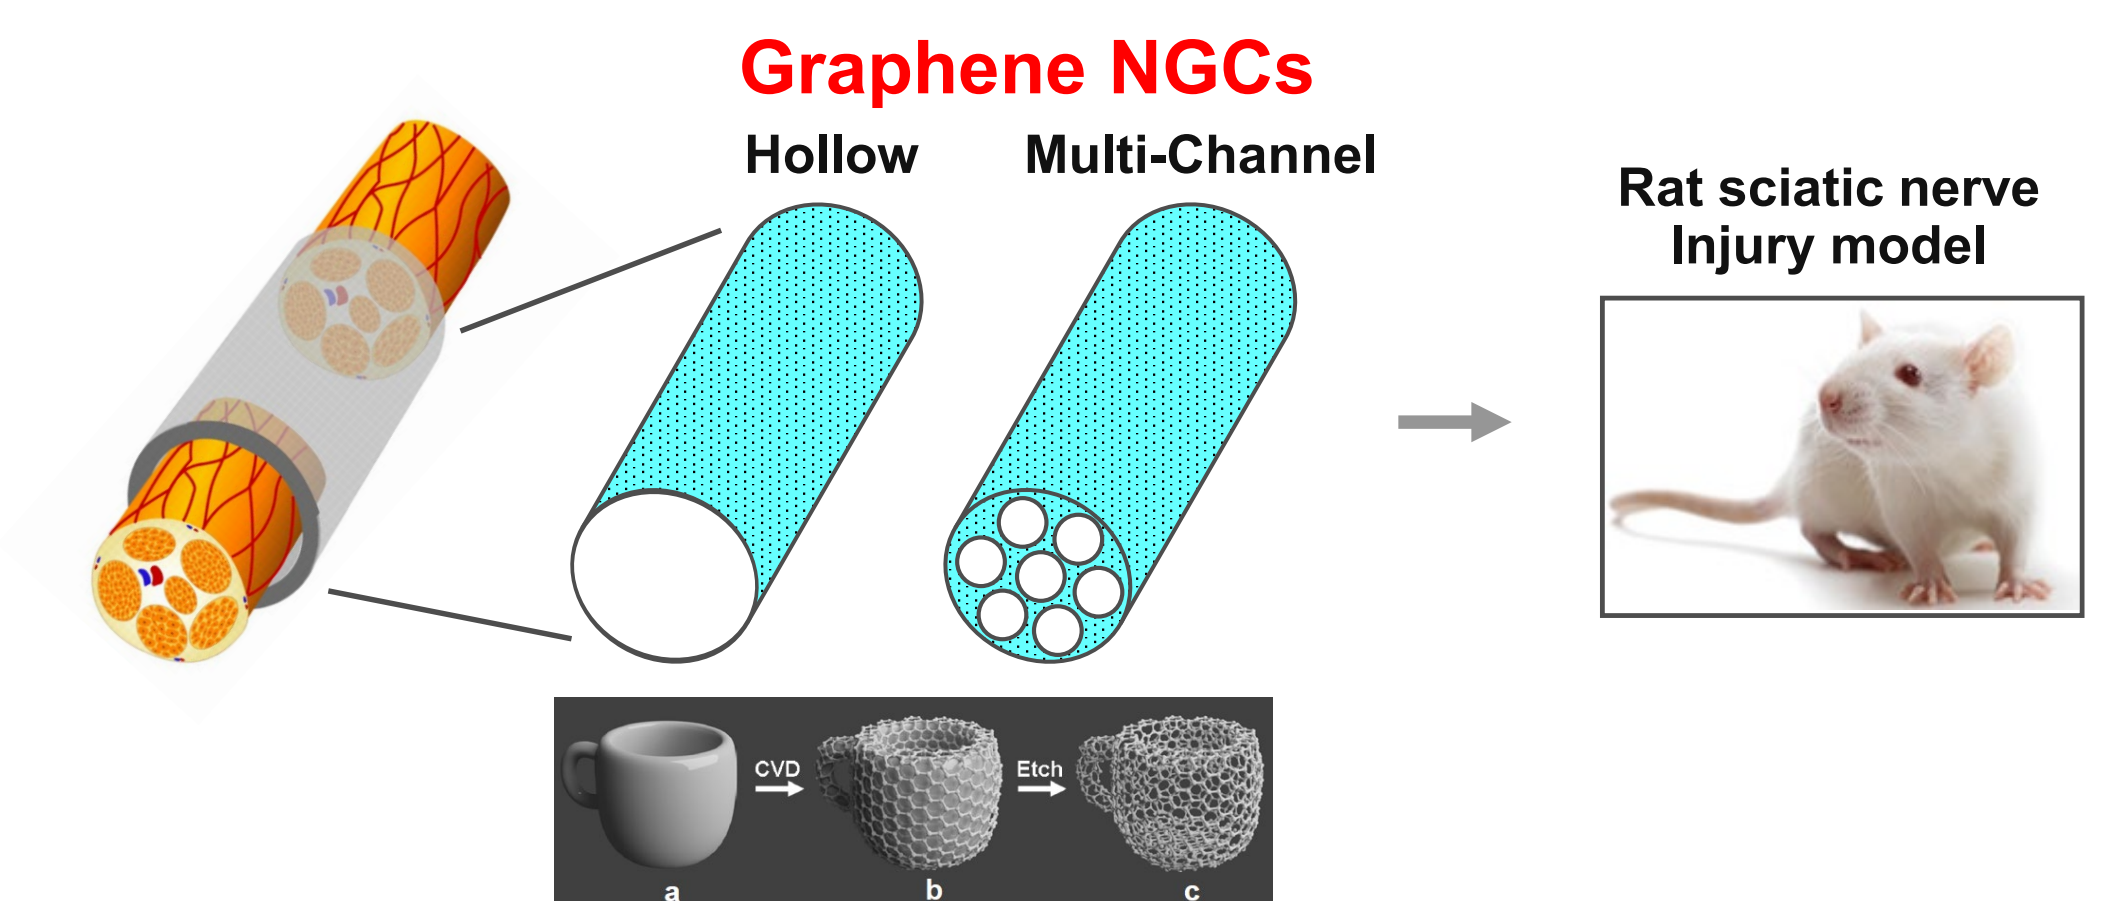 Graphene NGCs
Hollow
Multi-Channel
Rat sciatic nerve
Injury model
CVD
Etch
a
b
c